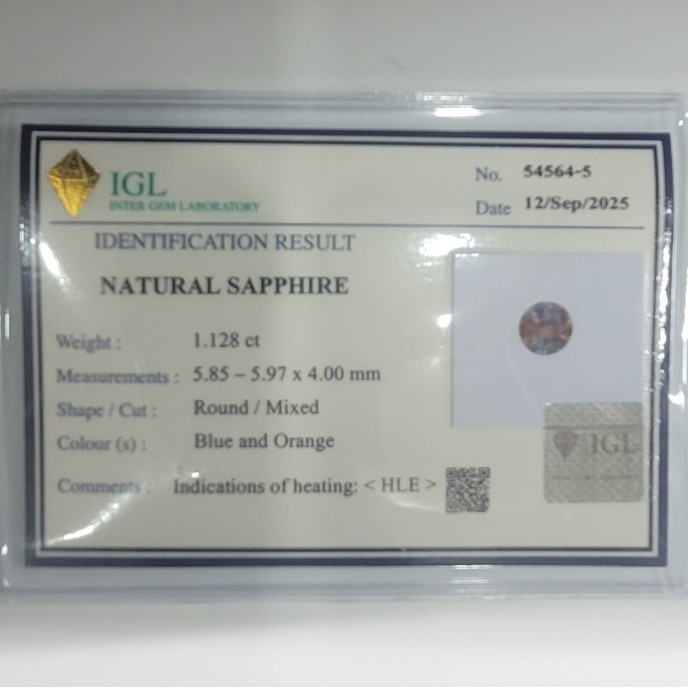 IGL
INTER GEM LABORATORY
No. 54564-5
Date 12/Sep/2025
IDENTIFICATION RESULT
NATURAL SAPPHIRE
Weight : 1.128 ct
Measurements : 5.85 – 5.97 x 4.00 mm
Shape / Cut : Round / Mixed
Colour (s) : Blue and Orange
Comments : Indications of heating: < HLE >
IGL